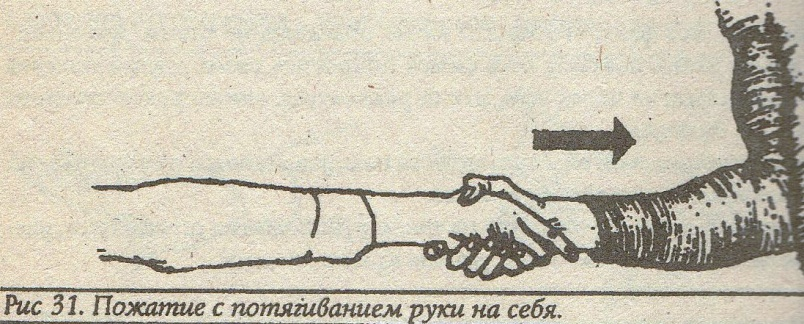 Рис 31. Пожатие с потягиванием руки на себя.